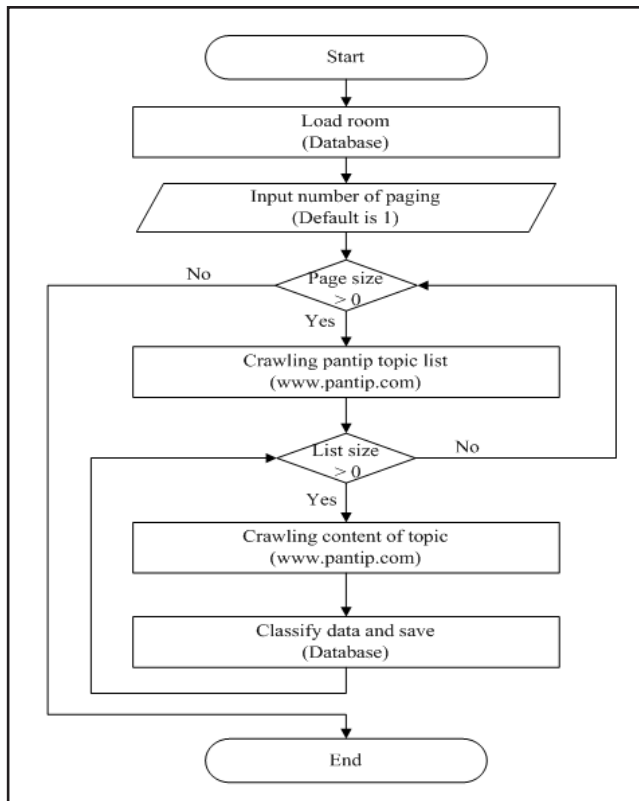 Start
Load room
(Database)
Input number of paging
(Default is 1)
No
Page size
> 0
Yes
Crawling pantip topic list
(www.pantip.com)
List size
> 0
No
Yes
Crawling content of topic
(www.pantip.com)
Classify data and save
(Database)
End